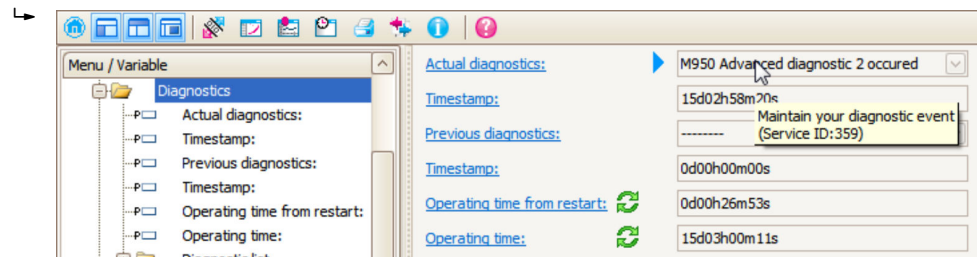 Menu / Variable
Diagnostics
Actual diagnostics:
Timestamp:
Previous diagnostics:
Timestamp:
Operating time from restart:
Operating time:
Actual diagnostics:
M950 Advanced diagnostic 2 occured
Timestamp:
15d02h58m20s
Maintain your diagnostic event
(Service ID:359)
Previous diagnostics:
--------
Timestamp:
0d00h00m00s
Operating time from restart:
0d00h26m53s
Operating time:
15d03h00m11s